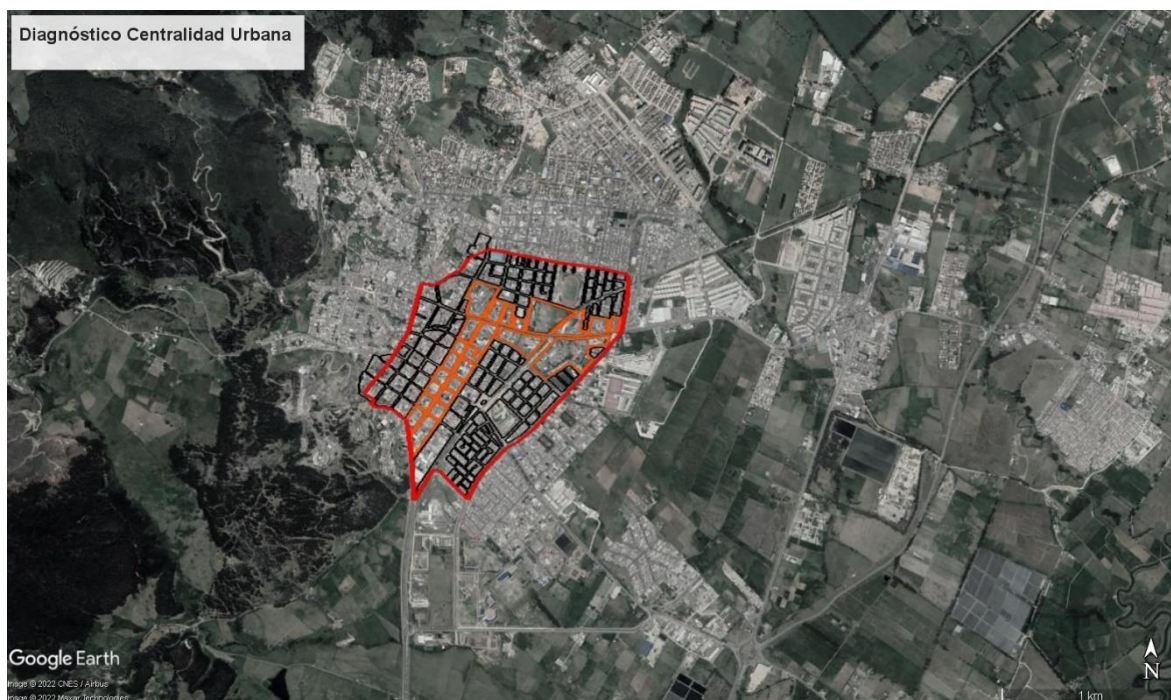 Diagnóstico Centralidad Urbana
Google Earth
Image © 2022 CNES / Airbus
Image © 2022 Maxar Technologies
N
1 km